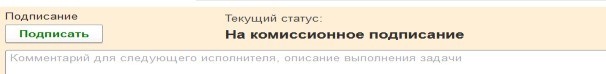 Подписание
Текущий статус:
Подписать
На комиссионное подписание
Комментарий для следующего исполнителя, описание выполнения задачи